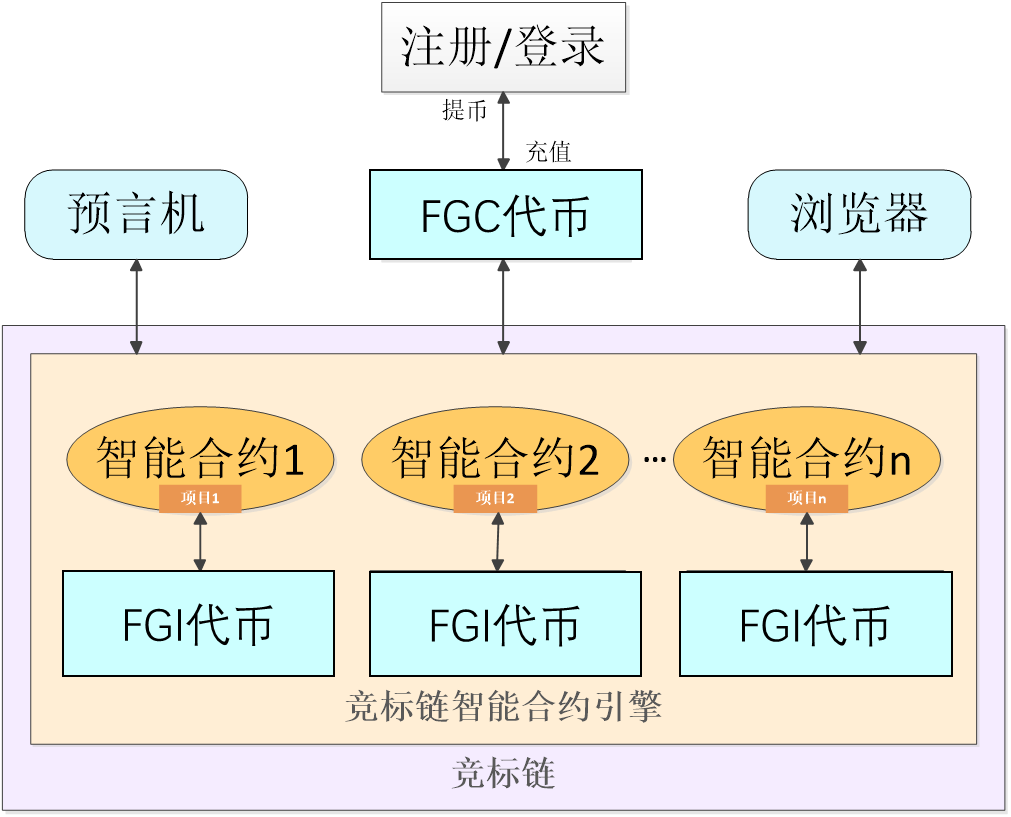 注册/登录
提币
充值
预言机
FGC代币
浏览器
智能合约1
项目1
智能合约2
项目2
...
智能合约n
项目n
FGI代币
FGI代币
FGI代币
竞标链智能合约引擎
竞标链